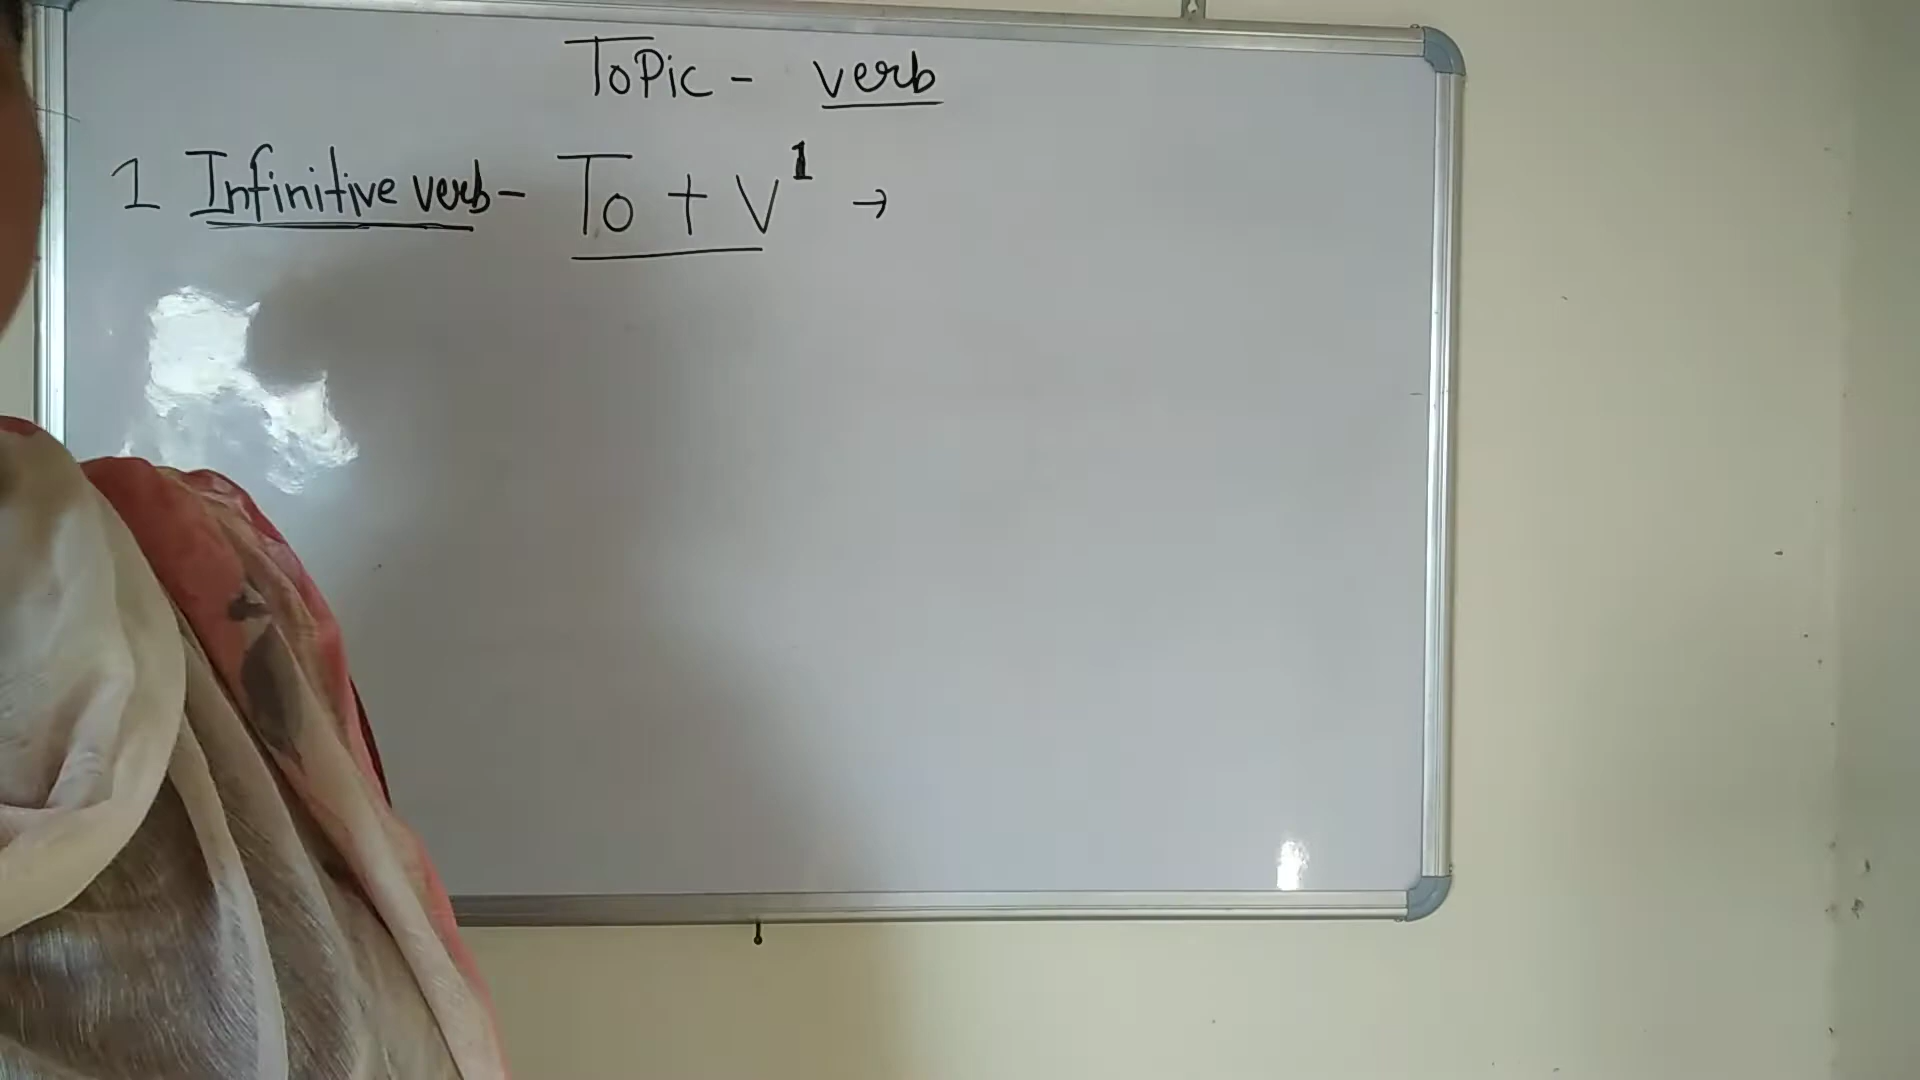 Topic - verb
1 Infinitive verb - To + V¹ →